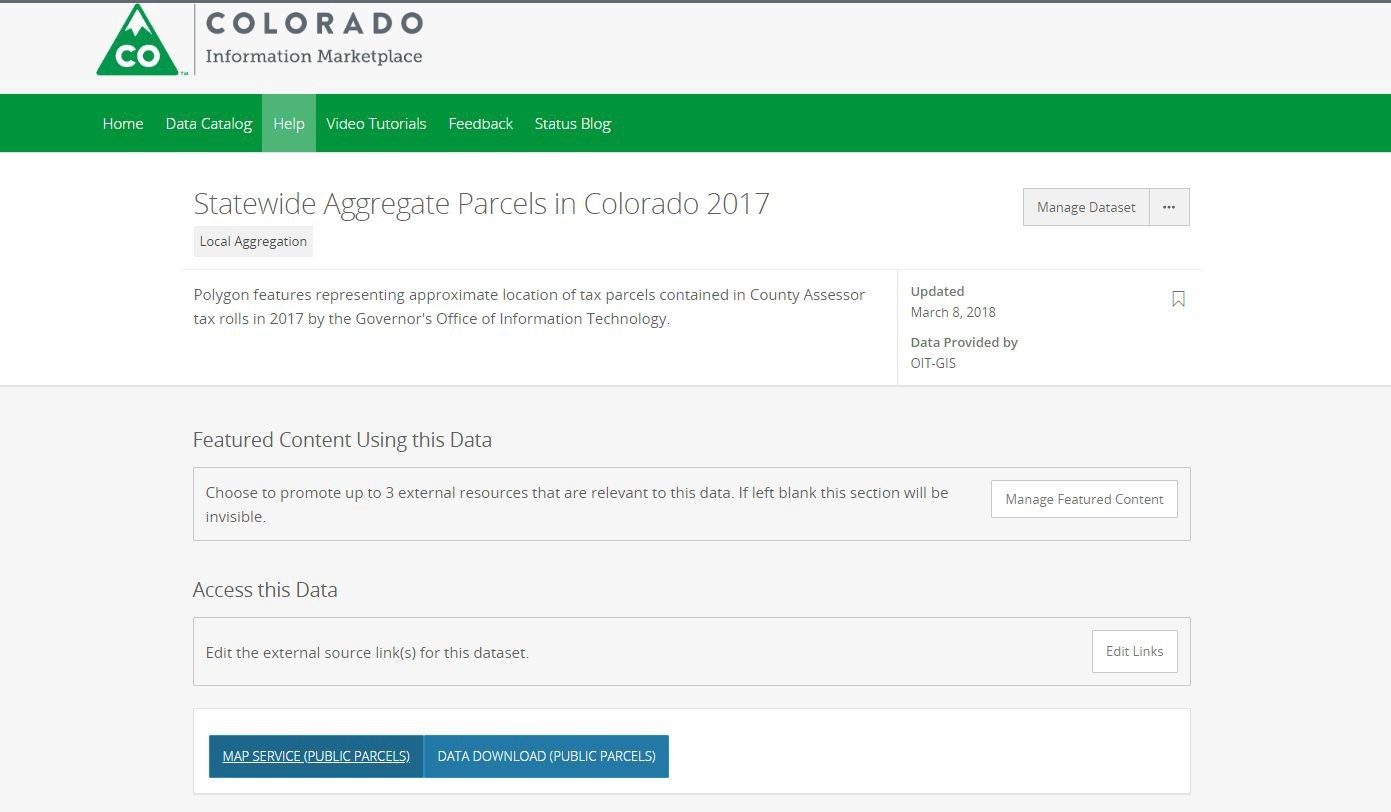 COLORADO
CO
TM
Information Marketplace
Home Data Catalog Help Video Tutorials Feedback Status Blog
Statewide Aggregate Parcels in Colorado 2017
Manage Dataset ...
Local Aggregation
Polygon features representing approximate location of tax parcels contained in County Assessor
tax rolls in 2017 by the Governor's Office of Information Technology.
Updated
March 8, 2018
Data Provided by
OIT-GIS
Featured Content Using this Data
Choose to promote up to 3 external resources that are relevant to this data. If left blank this section will be
invisible.
Manage Featured Content
Access this Data
Edit the external source link(s) for this dataset.
Edit Links
MAP SERVICE (PUBLIC PARCELS) DATA DOWNLOAD (PUBLIC PARCELS)